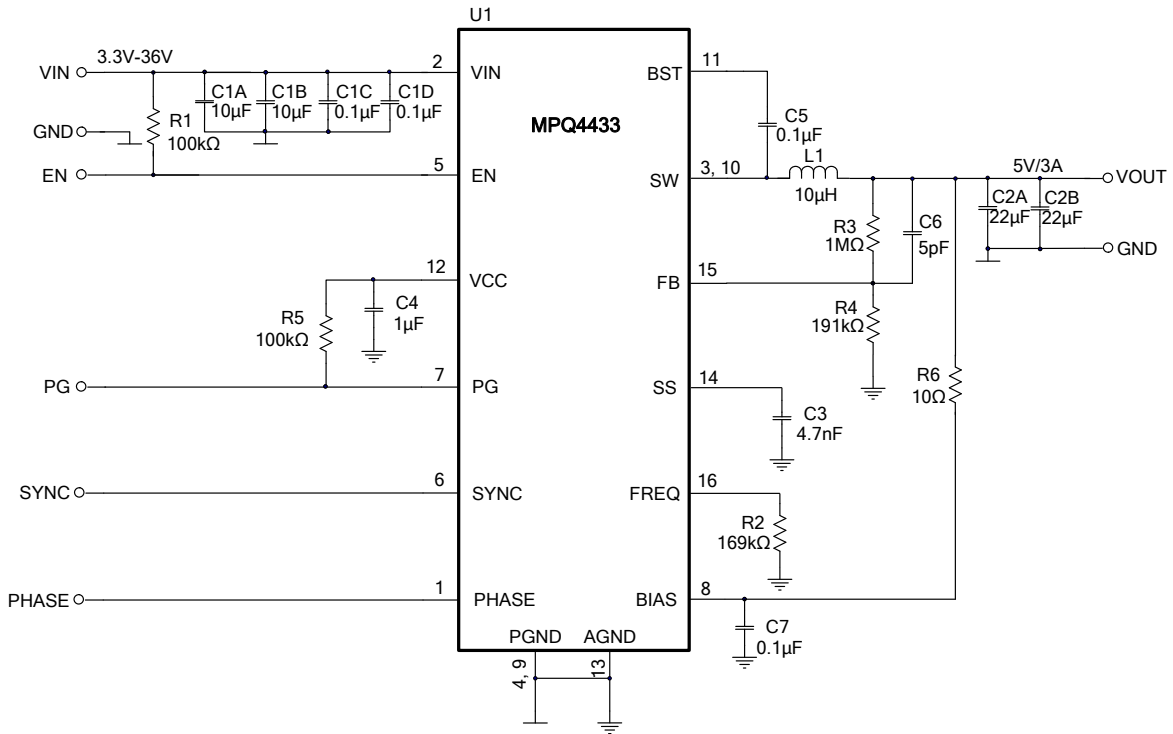 U1
MPQ4433
VIN
3.3V-36V
2
VIN
C1A
10µF
C1B
10µF
C1C
0.1µF
C1D
0.1µF
GND
R1
100kΩ
EN
5
EN
12
VCC
C4
1µF
R5
100kΩ
PG
7
PG
SYNC
6
SYNC
PHASE
1
PHASE
BST
11
C5
0.1µF
SW
3, 10
L1
10µH
5V/3A
VOUT
C2A
22µF
C2B
22µF
GND
R3
1MΩ
C6
5pF
FB
15
R4
191kΩ
SS
14
C3
4.7nF
R6
10Ω
FREQ
16
R2
169kΩ
BIAS
8
C7
0.1µF
PGND
AGND
4, 9
13